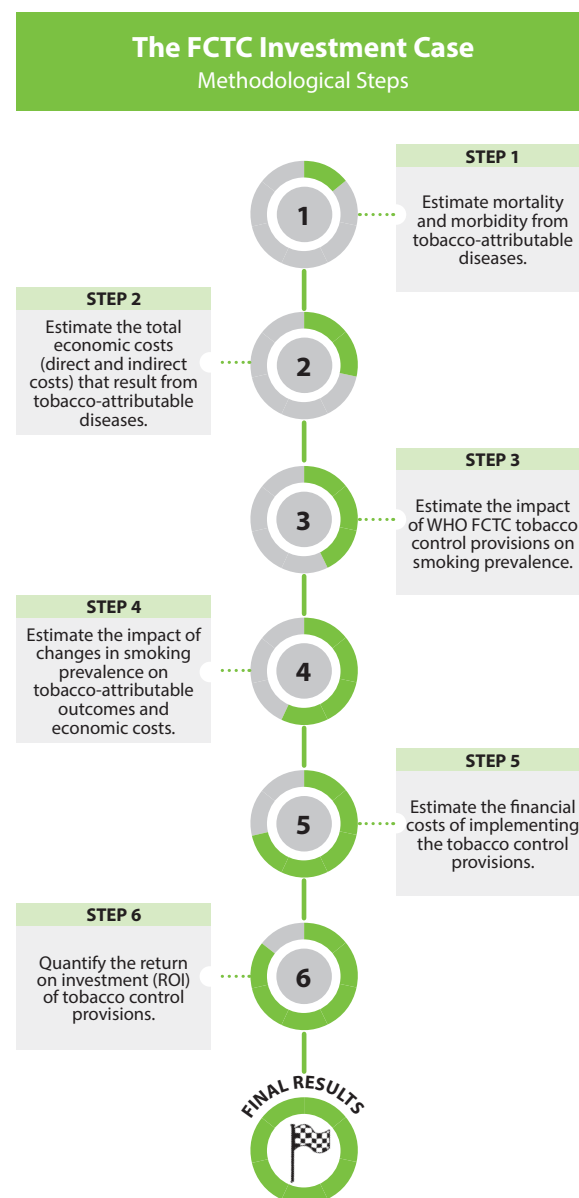 The FCTC Investment Case
Methodological Steps
1
STEP 1
Estimate mortality
and morbidity from
tobacco-attributable
diseases.
STEP 2
Estimate the total
economic costs
(direct and indirect
costs) that result from
tobacco-attributable
diseases.
2
3
STEP 3
Estimate the impact
of WHO FCTC tobacco
control provisions on
smoking prevalence.
STEP 4
Estimate the impact of
changes in smoking
prevalence on
tobacco-attributable
outcomes and
economic costs.
4
5
STEP 5
Estimate the financial
costs of implementing
the tobacco control
provisions.
STEP 6
Quantify the return
on investment (ROI)
of tobacco control
provisions.
6
FINAL RESULTS